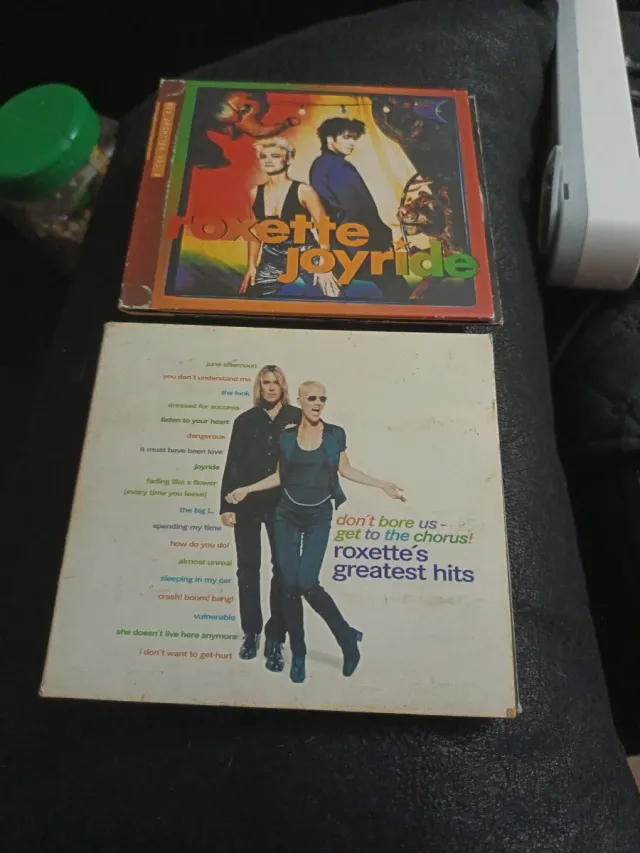 roxette
joyride
june afternoon
you don't understand me
the look
dressed for success
listen to your heart
dangerous
it must have been love
joyride
fading like a flower
(every time you leave)
the big L.
spending my time
how do you do!
almost unreal
sleeping in my car
crash! boom! bang!
vulnerable
she doesn't live here anymore
i don't want to get hurt
don't bore us -
get to the chorus!
roxette's
greatest hits